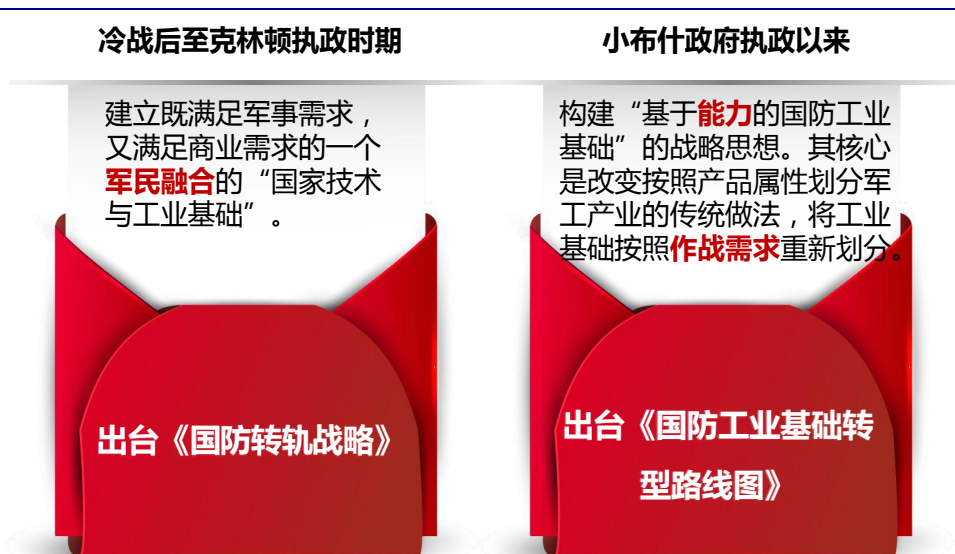 冷战后至克林顿执政时期
建立既满足军事需求，
又满足商业需求的一个
军民融合的“国家技术
与工业基础”。
出台《国防转轨战略》
小布什政府执政以来
构建“基于能力的国防工业
基础”的战略思想。其核心
是改变按照产品属性划分军
工产业的传统做法，将工业
基础按照作战需求重新划分。
出台《国防工业基础转
型路线图》